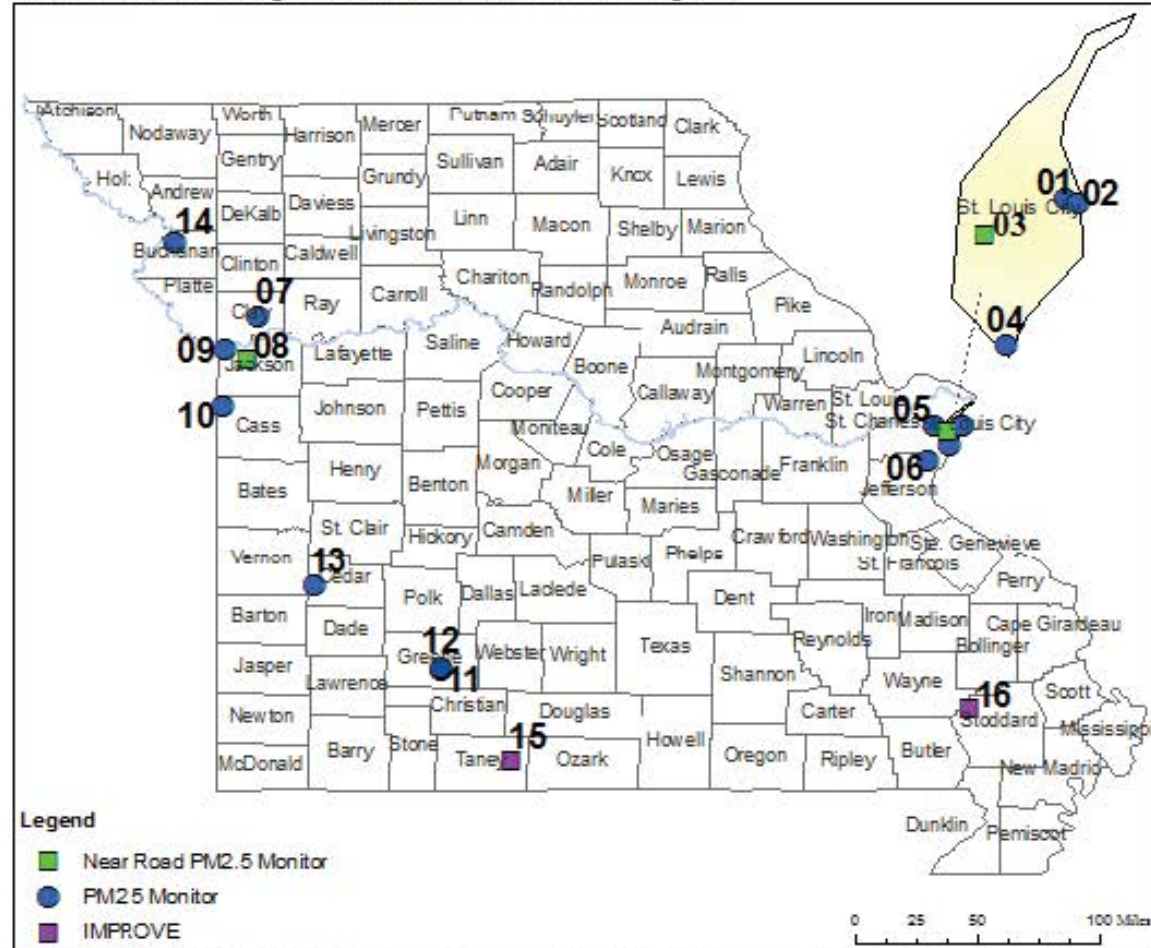 Atchison
Nodaway
Worth
Harrison
Mercer
Putnam
Schuyler
Scotland
Clark
Gentry
Sullivan
Adair
Knox
Lewis
Holt
Andrew
DeKalb
Daviess
Grundy
Linn
Macon
Shelby
Marion
14
Buchanan
Clinton
Caldwell
Livingston
Chariton
Randolph
Monroe
Ralls
Platte
07
Clay
Ray
Carroll
Pike
Audrain
09
08
Jackson
Lafayette
Saline
Howard
Boone
Callaway
Montgomery
Lincoln
10
Cass
Johnson
Pettis
Cooper
Moniteau
Warren
St. Charles
05
Cole
Osage
Gasconade
Franklin
06
Jefferson
Bates
Henry
Benton
Morgan
Miller
Maries
St. Clair
Hickory
Camden
Crawford
Washington
Ste. Genevieve
Vernon
Pulaski
Phelps
St. Francois
13
Cedar
Polk
Dallas
Laclede
Dent
Perry
Barton
Dade
Texas
Iron
Madison
Cape Girardeau
Bollinger
Reynolds
12
Greene
Webster
Wright
Jasper
11
Shannon
Wayne
Lawrence
Christian
Douglas
Carter
16
Scott
Newton
Stoddard
Mississippi
Barry
Stone
15
Taney
Ozark
Howell
Oregon
Ripley
Butler
McDonald
New Madrid
Dunklin
Pemiscot
01
02
St. Louis City
03
04
Legend
Near Road PM2.5 Monitor
PM25 Monitor
IMPROVE
0 25 50 100 Miles